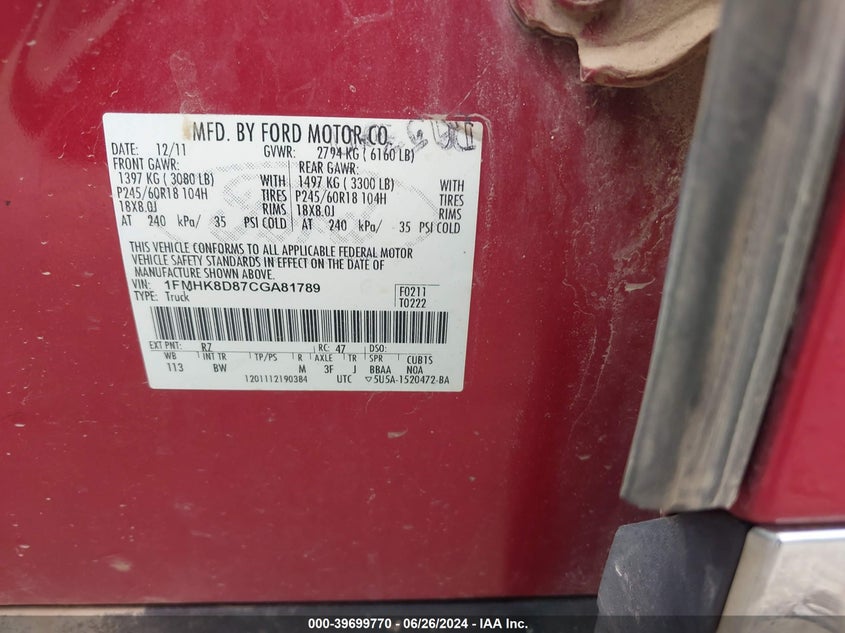 MFD. BY FORD MOTOR CO.
DATE: 12/11 GVWR: 2794 KG ( 6160 LB)
FRONT GAWR: REAR GAWR:
1397 KG ( 3080 LB) WITH 1497 KG ( 3300 LB) WITH
P245/60R18 104H TIRES P245/60R18 104H TIRES
18X8.0J RIMS 18X8.0J RIMS
AT 240 kPa/ 35 PSI COLD AT 240 kPa/ 35 PSI COLD
THIS VEHICLE CONFORMS TO ALL APPLICABLE FEDERAL MOTOR
VEHICLE SAFETY STANDARDS IN EFFECT ON THE DATE OF
MANUFACTURE SHOWN ABOVE.
VIN: 1FMHK8D87CGA81789 F0211
TYPE: Truck T0222
EXT PNT: RZ RC: 47 DSO:
WB INT TR TP/PS R AXLE TR SPR CUB1S
113 BW M 3F J BBAA NOA
1201112190384 UTC ▽5U5A-1520472-BA
000-39699770 / 06/26/2024 — IAA Inc.